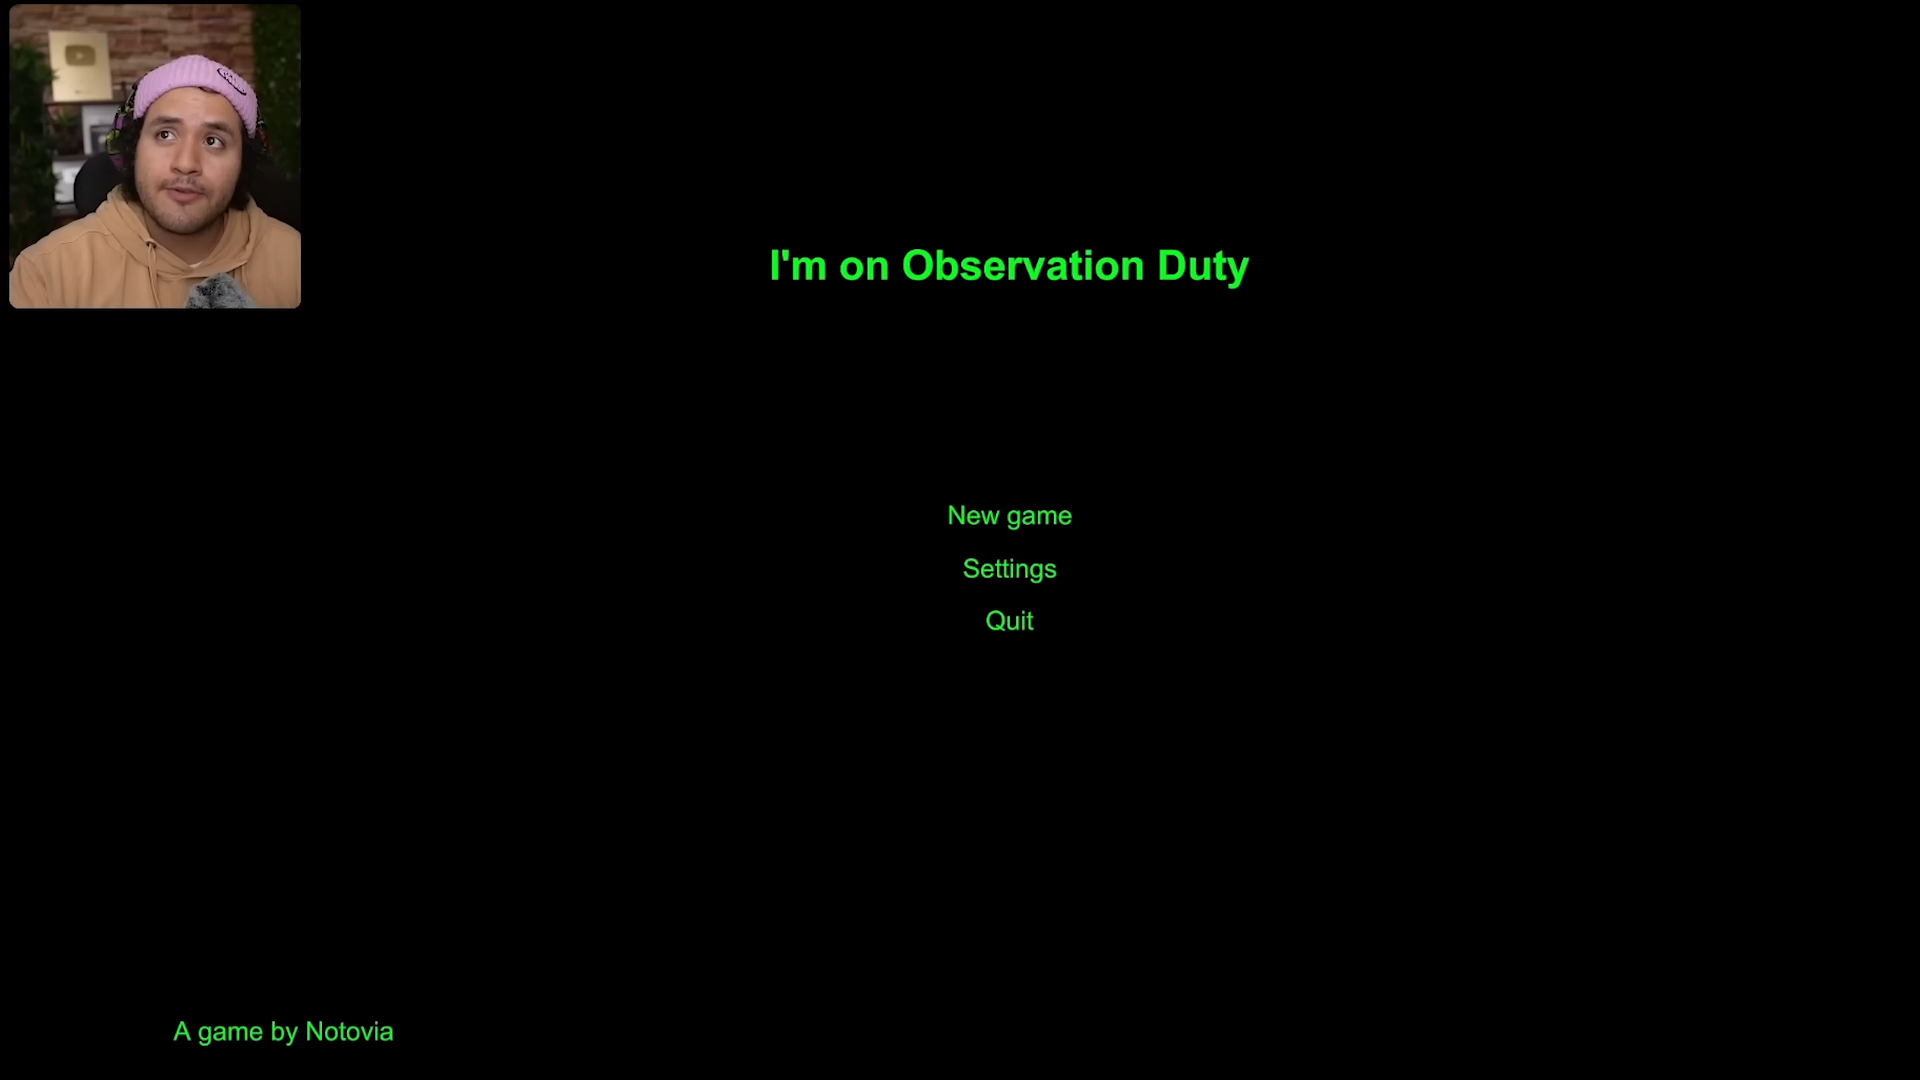 I'm on Observation Duty
New game
Settings
Quit
A game by Notovia